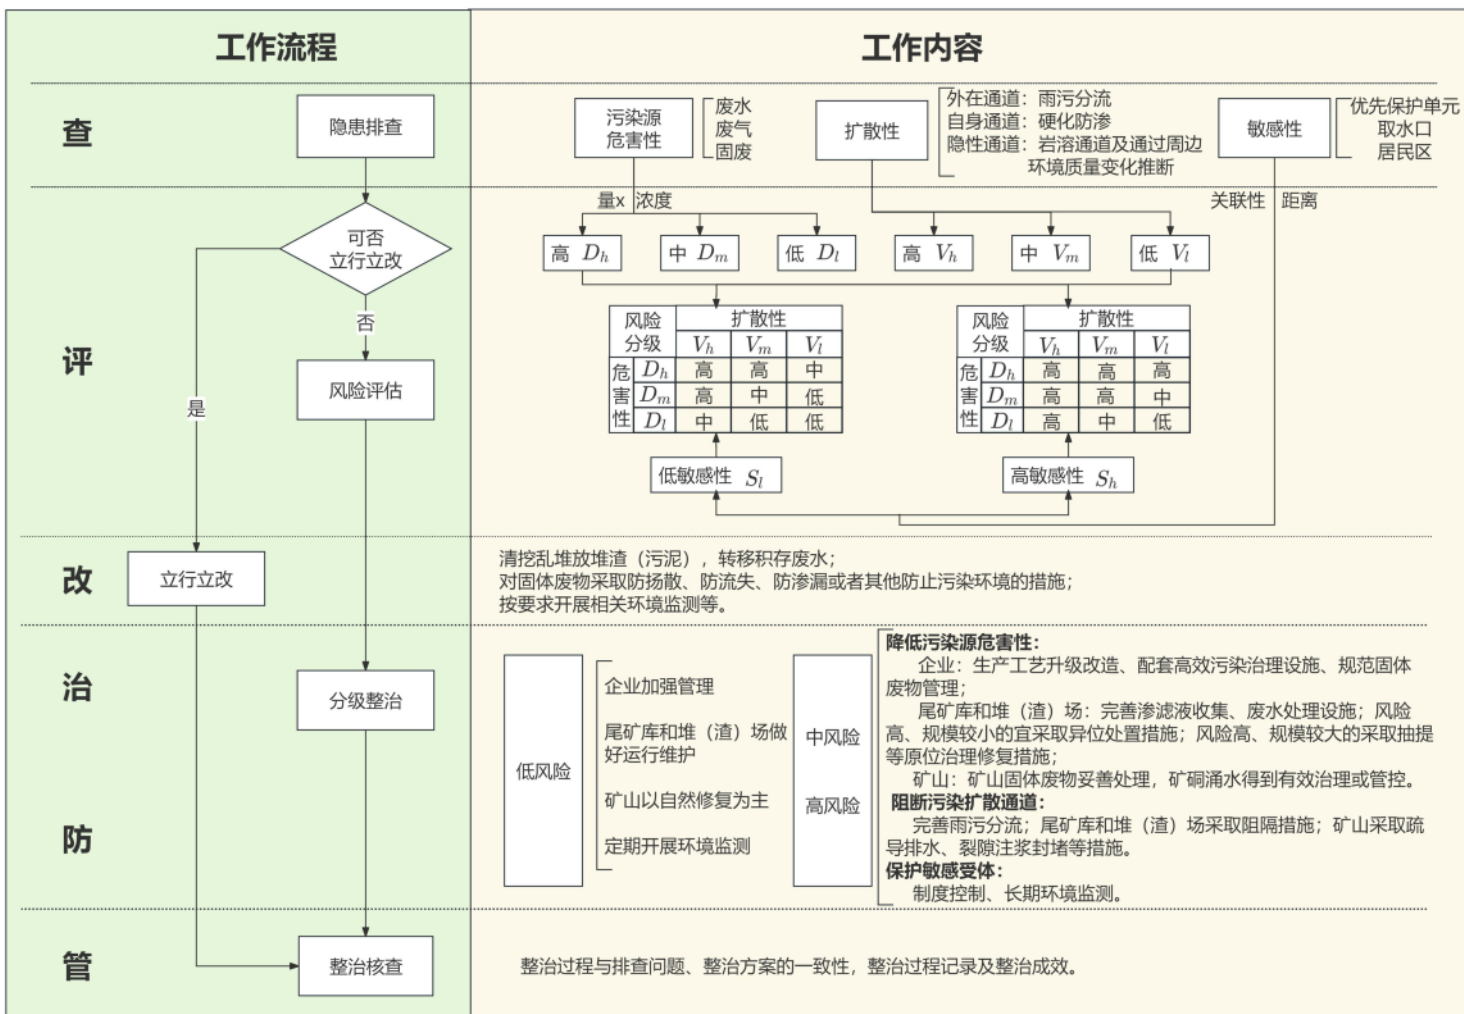 工作流程
工作内容
查
隐患排查
污染源
危害性
废水
废气
固废
扩散性
外在通道：雨污分流
自身通道：硬化防渗
隐性通道：岩溶通道及通过周边
环境质量变化推断
敏感性
优先保护单元
取水口
居民区
评
可否
立行立改
否
是
风险评估
量x 浓度
关联性 距离
高 Dh
中 Dm
低 Dl
高 Vh
中 Vm
低 Vl
风险
分级
扩散性
Vh Vm Vl
危害性
Dh 高 高 中
Dm 高 中 低
Dl 中 低 低
风险
分级
扩散性
Vh Vm Vl
危害性
Dh 高 高 高
Dm 高 高 中
Dl 高 中 低
低敏感性 Sl
高敏感性 Sh
改
立行立改
清挖乱堆放堆渣（污泥），转移积存废水；
对固体废物采取防扬散、防流失、防渗漏或者其他防止污染环境的措施；
按要求开展相关环境监测等。
治
防
分级整治
低风险
企业加强管理
尾矿库和堆（渣）场做
好运行维护
矿山以自然修复为主
定期开展环境监测
中风险
高风险
降低污染源危害性：
企业：生产工艺升级改造、配套高效污染治理设施、规范固体
废物管理；
尾矿库和堆（渣）场：完善渗滤液收集、废水处理设施；风险
高、规模较小的宜采取异位处置措施；风险高、规模较大的采取抽提
等原位治理修复措施；
矿山：矿山固体废物妥善处理，矿硐涌水得到有效治理或管控。
阻断污染扩散通道：
完善雨污分流；尾矿库和堆（渣）场采取阻隔措施；矿山采取疏
导排水、裂隙注浆封堵等措施。
保护敏感受体：
制度控制、长期环境监测。
管
整治核查
整治过程与排查问题、整治方案的一致性，整治过程记录及整治成效。